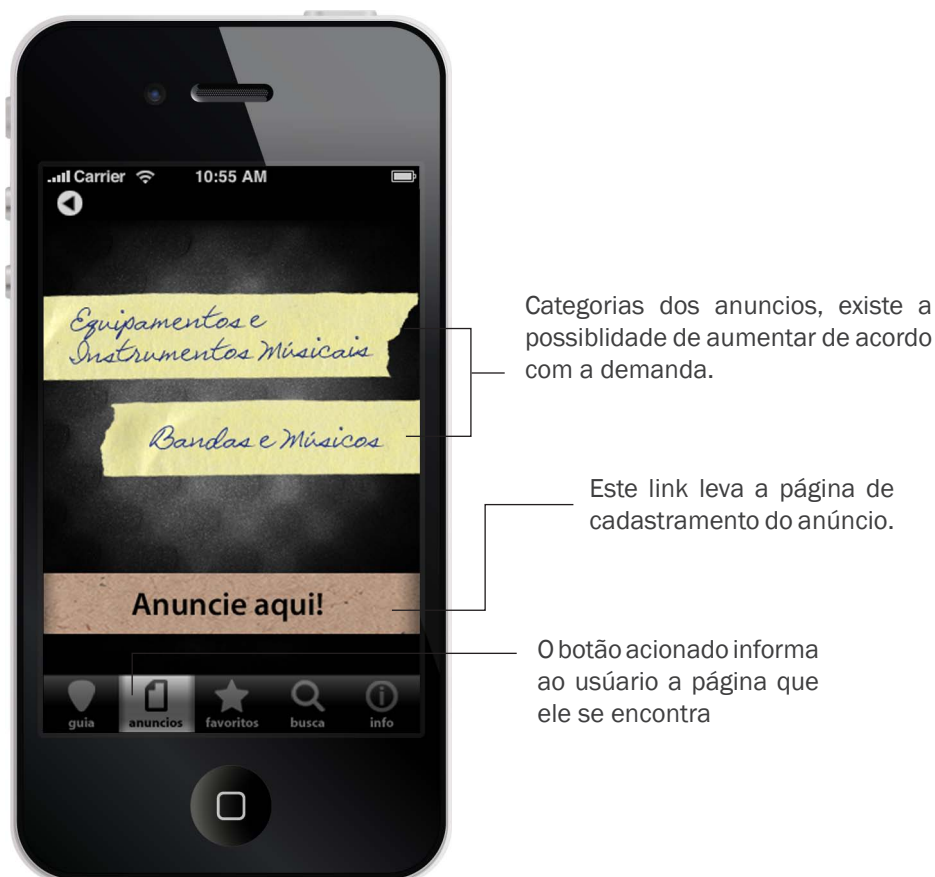 Carrier 10:55 AM
Equipamentos e
Instrumentos Músicais
Bandas e Músicos
Anuncie aqui!
guia anuncios favoritos busca info
Categorias dos anuncios, existe a
possiblidade de aumentar de acordo
com a demanda.
Este link leva a página de
cadastramento do anúncio.
O botão acionado informa
ao usúario a página que
ele se encontra